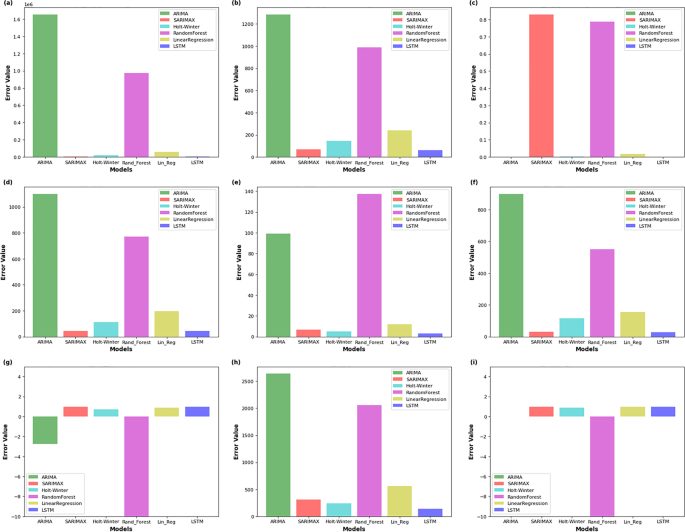 (a)
1e6
Error Value
1.6
1.4
1.2
1.0
0.8
0.6
0.4
0.2
0.0
ARIMA
SARIMAX
Holt-Winter
RandomForest
LinearRegression
LSTM
ARIMA SARIMAX Holt-Winter Rand_Forest Lin_Reg LSTM
Models
(b)
Error Value
1200
1000
800
600
400
200
0
ARIMA
SARIMAX
Holt-Winter
RandomForest
LinearRegression
LSTM
ARIMA SARIMAX Holt-Winter Rand_Forest Lin_Reg LSTM
Models
(c)
Error Value
0.8
0.7
0.6
0.5
0.4
0.3
0.2
0.1
0.0
ARIMA
SARIMAX
Holt-Winter
RandomForest
LinearRegression
LSTM
ARIMA SARIMAX Holt-Winter Rand_Forest Lin_Reg LSTM
Models
(d)
Error Value
1000
800
600
400
200
0
ARIMA
SARIMAX
Holt-Winter
RandomForest
LinearRegression
LSTM
ARIMA SARIMAX Holt-Winter Rand_Forest Lin_Reg LSTM
Models
(e)
Error Value
140
120
100
80
60
40
20
0
ARIMA
SARIMAX
Holt-Winter
RandomForest
LinearRegression
LSTM
ARIMA SARIMAX Holt-Winter Rand_Forest Lin_Reg LSTM
Models
(f)
Error Value
800
600
400
200
0
ARIMA
SARIMAX
Holt-Winter
RandomForest
LinearRegression
LSTM
ARIMA SARIMAX Holt-Winter Rand_Forest Lin_Reg LSTM
Models
(g)
Error Value
4
2
0
−2
−4
−6
−8
−10
ARIMA
SARIMAX
Holt-Winter
RandomForest
LinearRegression
LSTM
ARIMA SARIMAX Holt-Winter Rand_Forest Lin_Reg LSTM
Models
(h)
Error Value
2500
2000
1500
1000
500
0
ARIMA
SARIMAX
Holt-Winter
RandomForest
LinearRegression
LSTM
ARIMA SARIMAX Holt-Winter Rand_Forest Lin_Reg LSTM
Models
(i)
Error Value
4
2
0
−2
−4
−6
−8
−10
ARIMA
SARIMAX
Holt-Winter
RandomForest
LinearRegression
LSTM
ARIMA SARIMAX Holt-Winter Rand_Forest Lin_Reg LSTM
Models